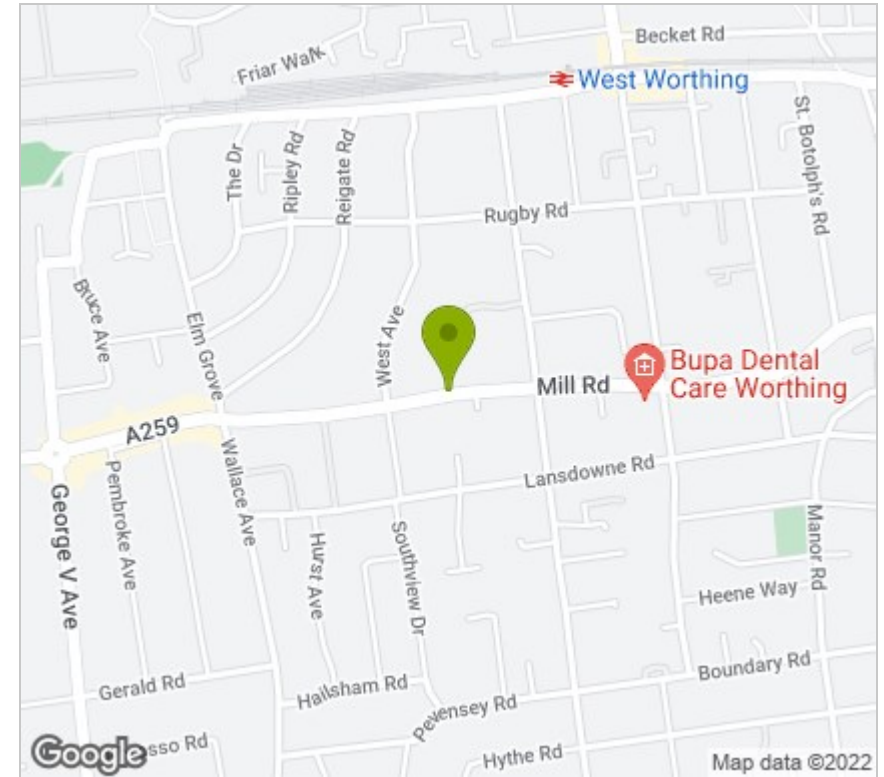 Becket Rd
Friar Walk
West Worthing
The Dr
Ripley Rd
Reigate Rd
St. Botolph's Rd
Rugby Rd
Bruce Ave
Elm Grove
West Ave
Bupa Dental
Care Worthing
Mill Rd
A259
Pembroke Ave
Wallace Ave
Lansdowne Rd
George V Ave
Hurst Ave
Southview Dr
Manor Rd
Heene Way
Boundary Rd
Gerald Rd
Hailsham Rd
Pevensey Rd
Google
sso Rd
Hythe Rd
Map data ©2022